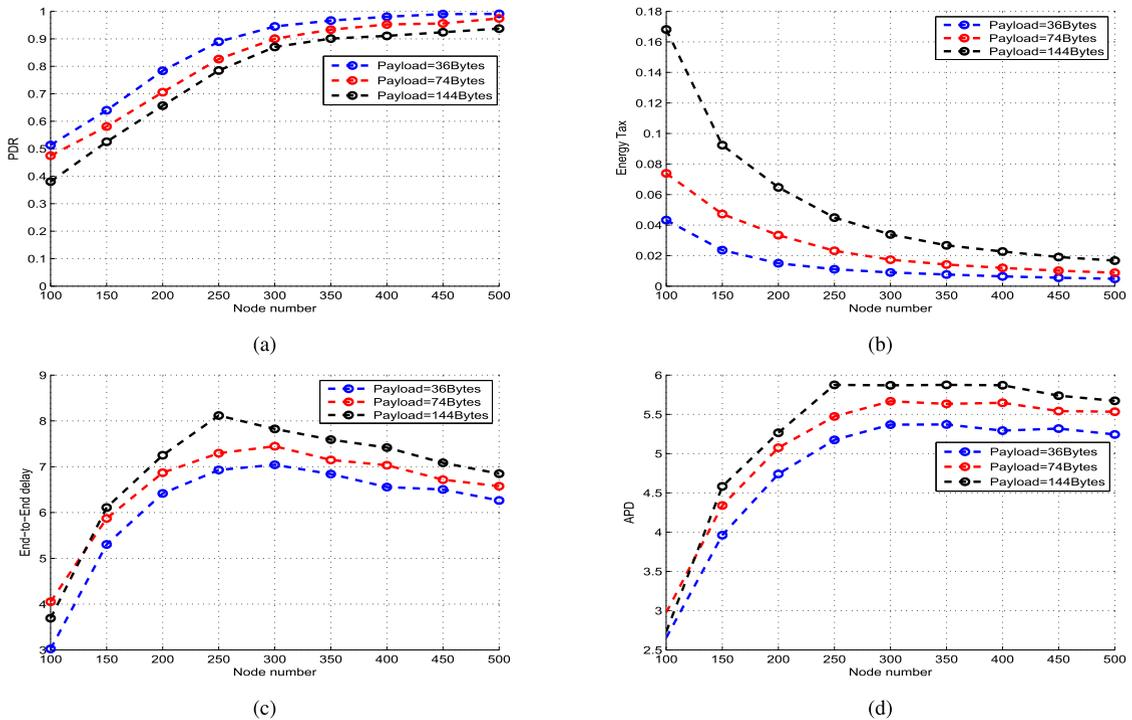 1
0.9
0.8
0.7
0.6
0.5
0.4
0.3
0.2
0.1
0
PDR
100 150 200 250 300 350 400 450 500
Node number
Payload=36Bytes
Payload=74Bytes
Payload=144Bytes
(a)
0.18
0.16
0.14
0.12
0.1
0.08
0.06
0.04
0.02
0
Energy Tax
100 150 200 250 300 350 400 450 500
Node number
Payload=36Bytes
Payload=74Bytes
Payload=144Bytes
(b)
9
8
7
6
5
4
3
End-to-End delay
100 150 200 250 300 350 400 450 500
Node number
Payload=36Bytes
Payload=74Bytes
Payload=144Bytes
(c)
6
5.5
5
4.5
4
3.5
3
2.5
APD
100 150 200 250 300 350 400 450 500
Node number
Payload=36Bytes
Payload=74Bytes
Payload=144Bytes
(d)